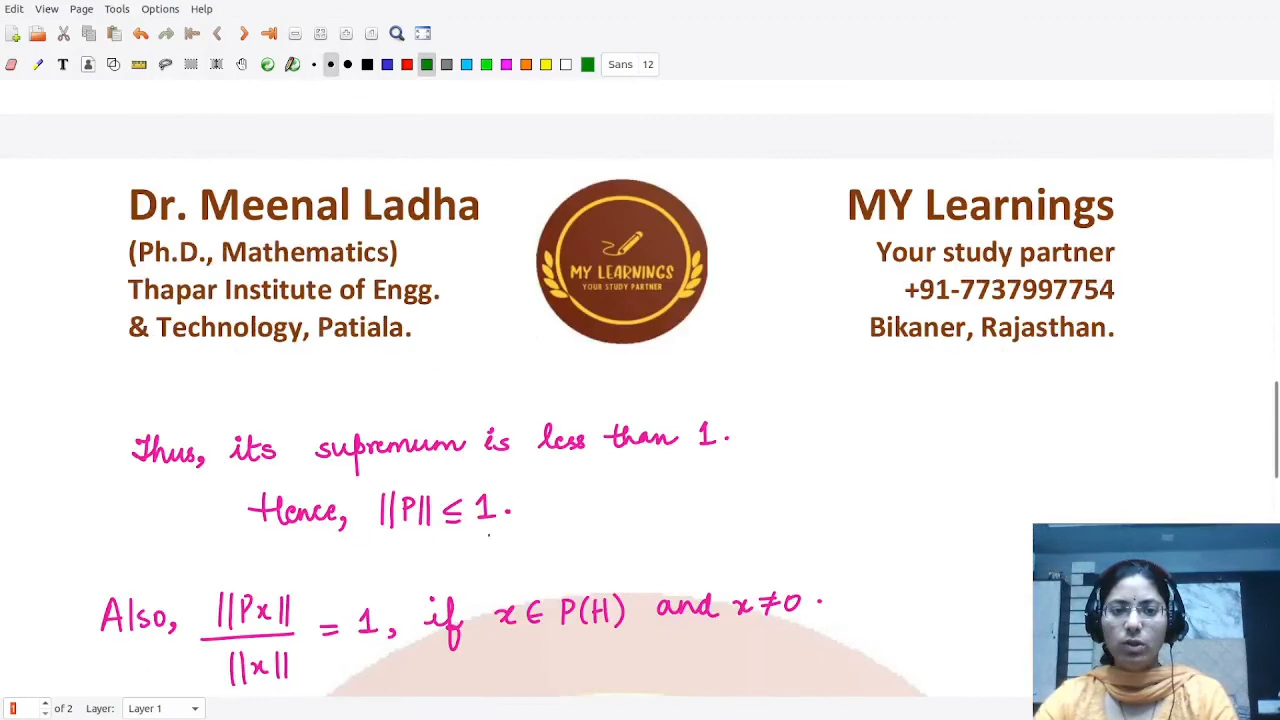 Edit View Page Tools Options Help
Sans 12
Dr. Meenal Ladha
(Ph.D., Mathematics)
Thapar Institute of Engg.
& Technology, Patiala.
MY LEARNINGS
YOUR STUDY PARTNER
MY Learnings
Your study partner
+91-7737997754
Bikaner, Rajasthan.
Thus, its supremum is less than 1.
Hence, ||P|| ≤ 1.
Also, ||Px|| / ||x|| = 1, if x ∈ P(H) and x ≠ 0.
1 of 2 Layer: Layer 1